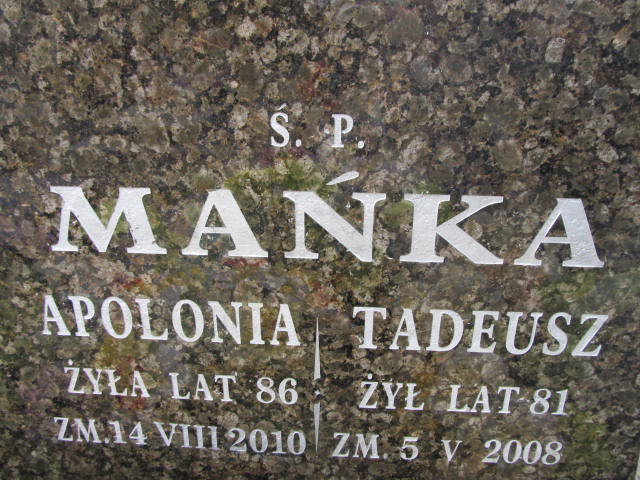 Ś. P.
MAŃKA
APOLONIA TADEUSZ
ŻYŁA LAT 86 ŻYŁ LAT 81
ZM. 14 VIII 2010 ZM. 5 V 2008